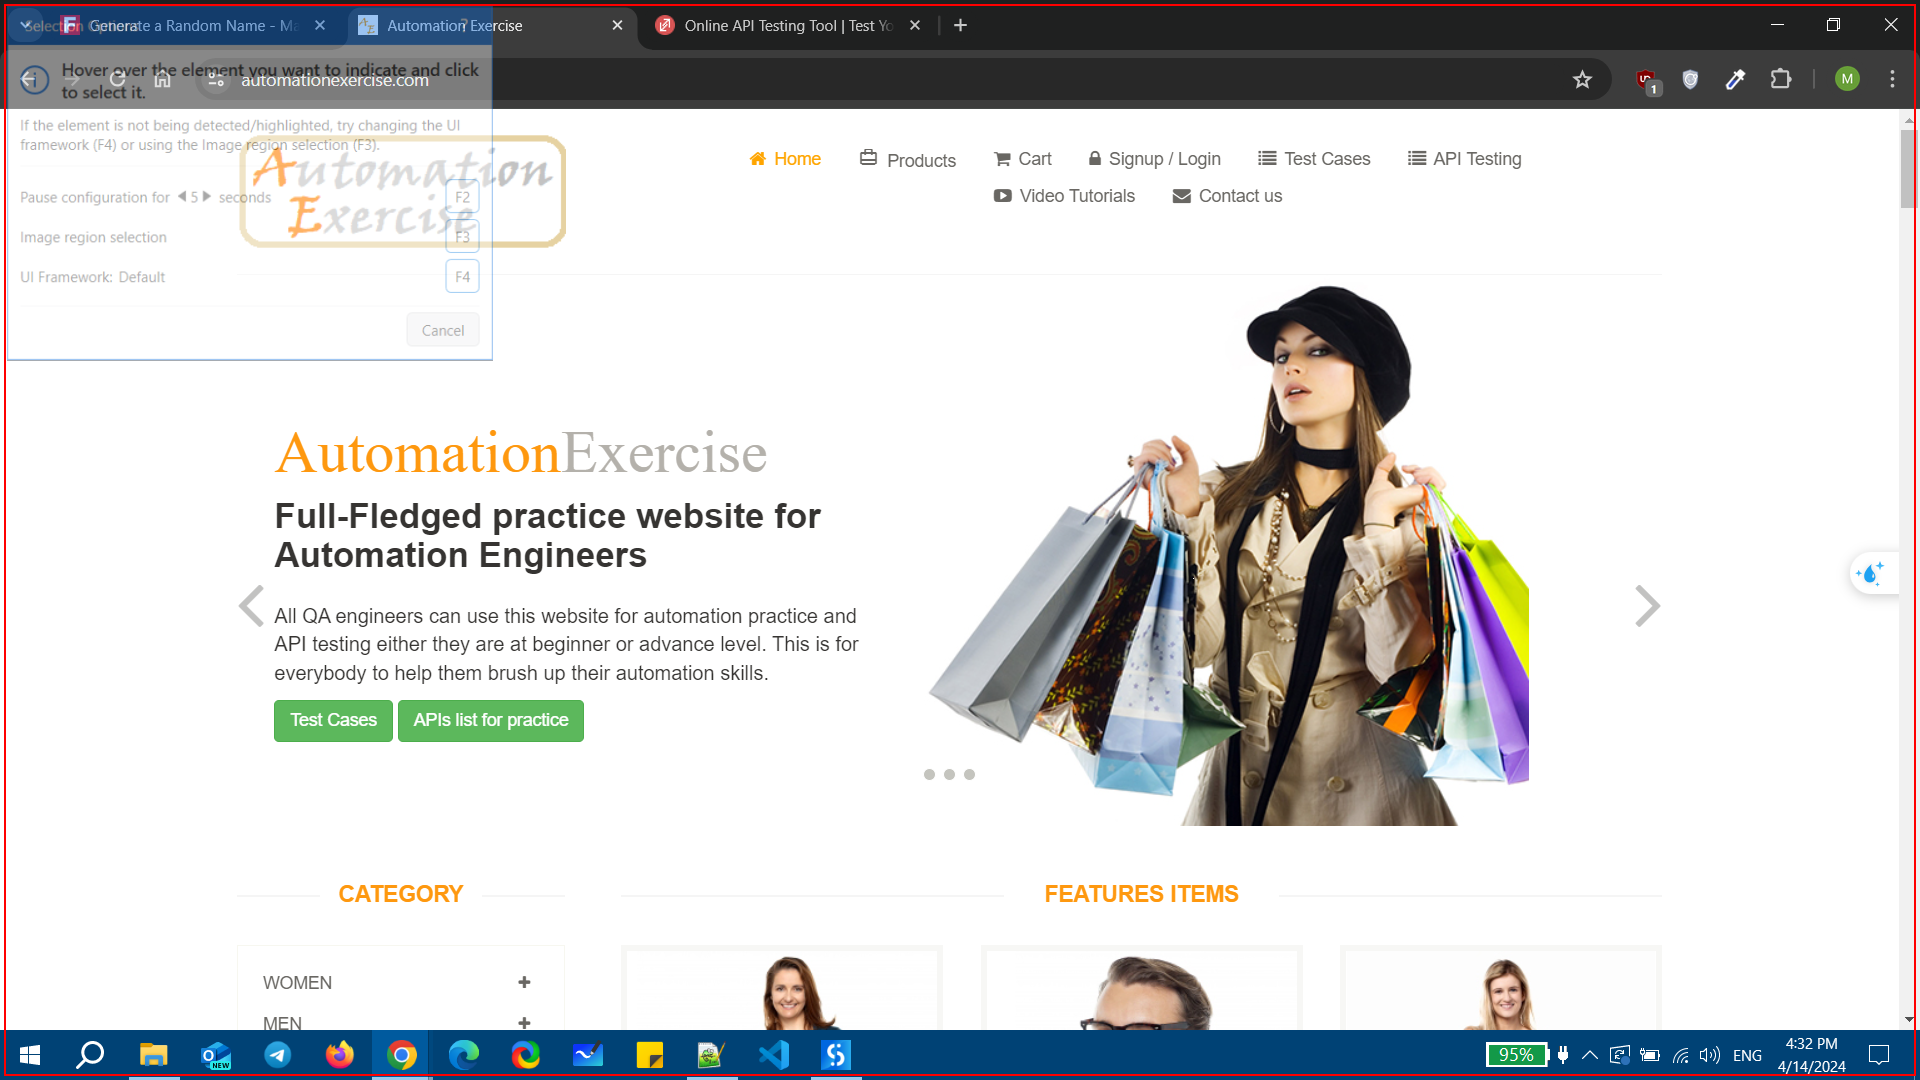 Selection Options
Generate a Random Name - Ma
Automation Exercise
?
Online API Testing Tool | Test Yo
Hover over the element you want to indicate and click
to select it.
automationexercise.com
1
M
If the element is not being detected/highlighted, try changing the UI
framework (F4) or using the Image region selection (F3).
Pause configuration for 5 seconds
F2
Image region selection
F3
UI Framework: Default
F4
Cancel
Automation
Exercise
Home
Products
Cart
Signup / Login
Test Cases
API Testing
Video Tutorials
Contact us
AutomationExercise
Full-Fledged practice website for
Automation Engineers
All QA engineers can use this website for automation practice and
API testing either they are at beginner or advance level. This is for
everybody to help them brush up their automation skills.
Test Cases
APIs list for practice
CATEGORY
FEATURES ITEMS
WOMEN
+
MEN
+
NEW
95%
ENG
4:32 PM
4/14/2024